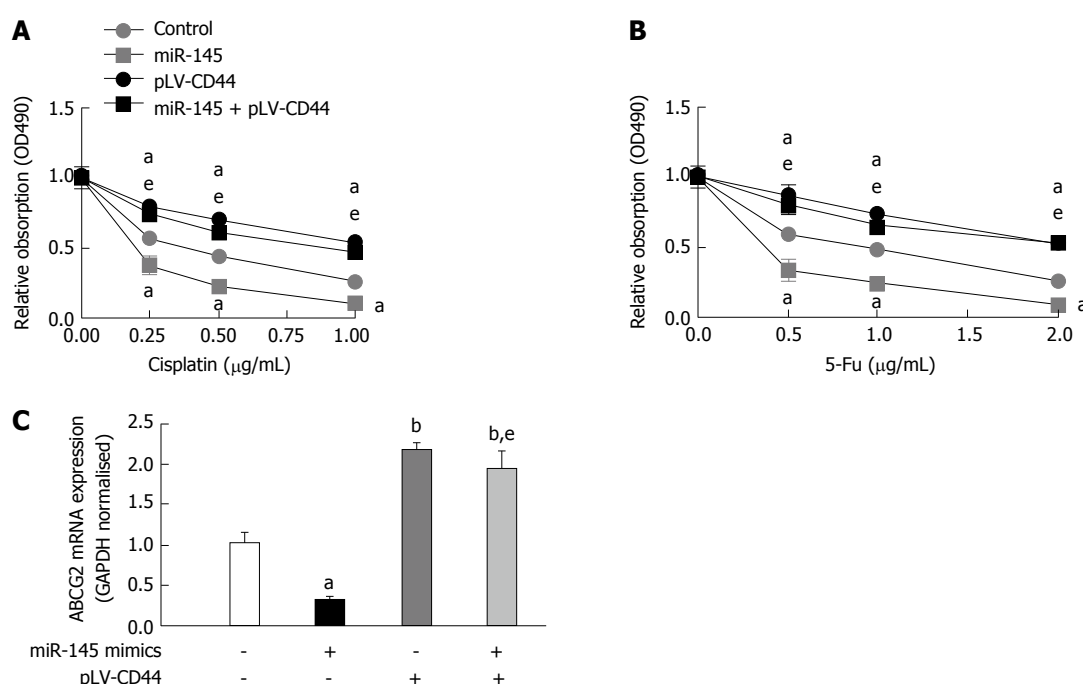 A
Control
miR-145
pLV-CD44
miR-145 + pLV-CD44
Relative obsorption (OD490)
1.5
1.0
0.5
0.0
a
e
a
e
a
e
a
a
a
0.00 0.25 0.50 0.75 1.00
Cisplatin (μg/mL)
B
Relative obsorption (OD490)
1.5
1.0
0.5
0.0
a
e
a
e
a
e
a
a
a
0.0 0.5 1.0 1.5 2.0
5-Fu (μg/mL)
C
ABCG2 mRNA expression
(GAPDH normalised)
2.5
2.0
1.5
1.0
0.5
0.0
a
b
b,e
miR-145 mimics - + - +
pLV-CD44 - - + +